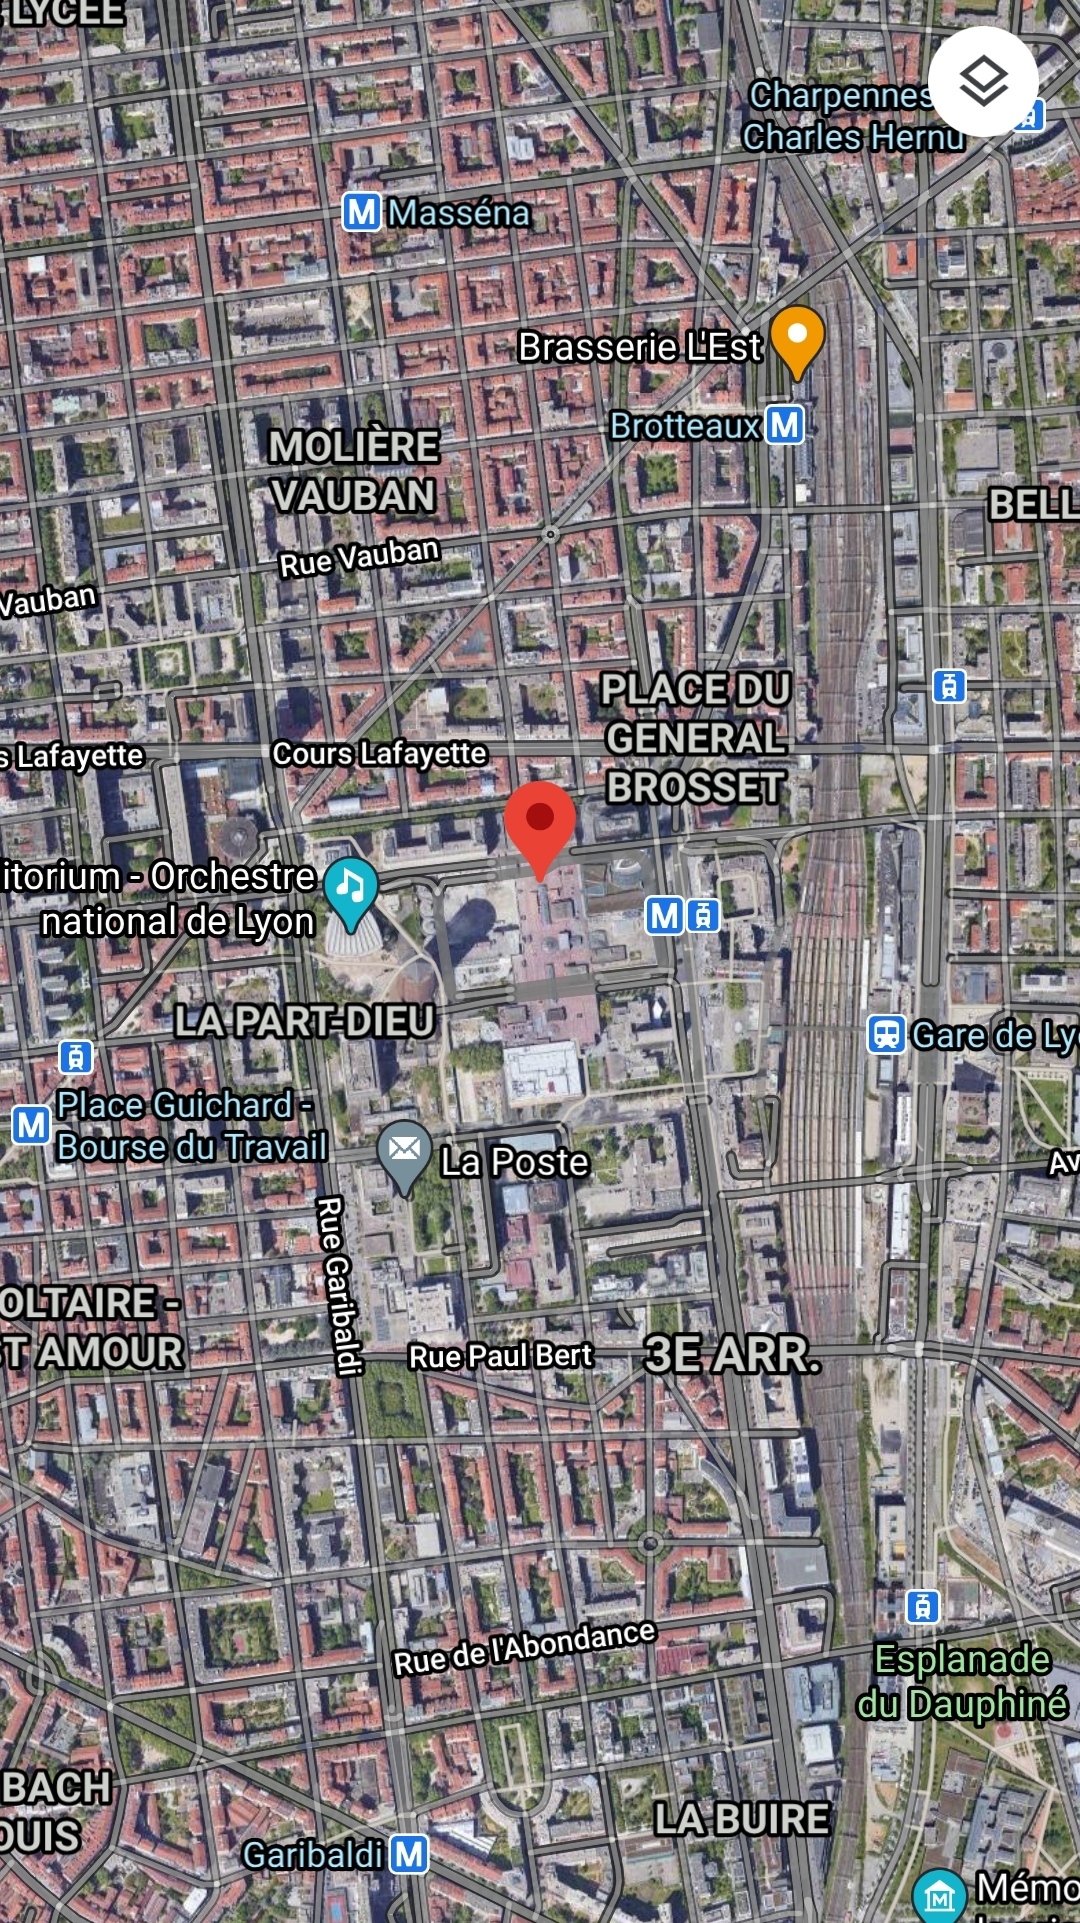 LYCÉE
Charpennes
Charles Hernu
M Masséna
Brasserie L'Est
Brotteaux M
MOLIÈRE
VAUBAN
BELL
Rue Vauban
Vauban
PLACE DU
GENERAL
BROSSET
s Lafayette
Cours Lafayette
itorium - Orchestre
national de Lyon
M
LA PART-DIEU
Gare de Ly
Place Guichard -
M
Bourse du Travail
La Poste
Av
Rue Garibaldi
OLTAIRE -
ST AMOUR
Rue Paul Bert
3E ARR.
Rue de l'Abondance
Esplanade
du Dauphiné
BACH
OUIS
LA BUIRE
Garibaldi M
M Mémo